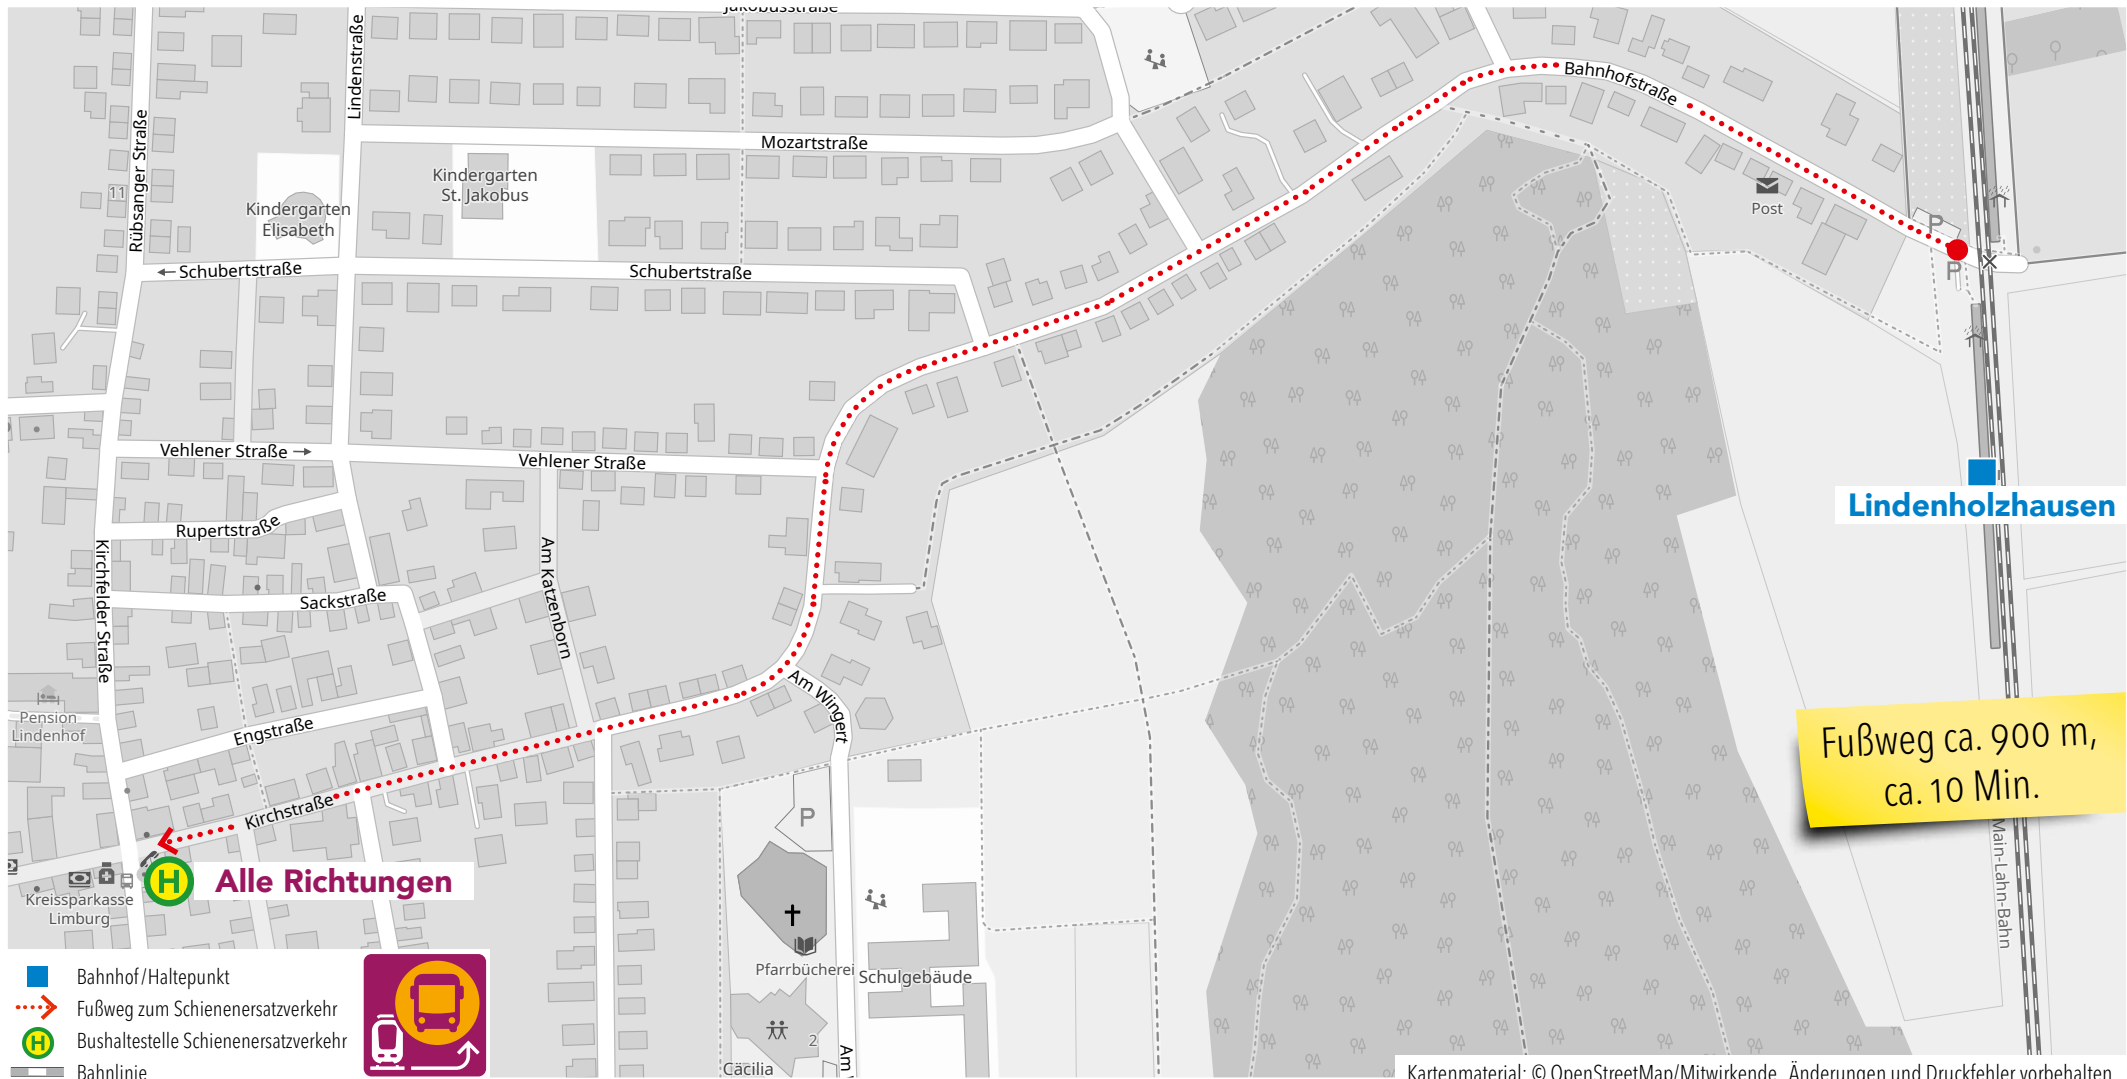 Jakobusstraße
Lindenstraße
Rübsanger Straße
Bahnhofstraße
Mozartstraße
Kindergarten
St. Jakobus
11
Kindergarten
Elisabeth
Post
P
P
← Schubertstraße
Schubertstraße
Vehlener Straße →
Vehlener Straße
Lindenholzhausen
Rupertstraße
Kirchfelder Straße
Am Katzenborn
Sackstraße
Am Wingert
Pension
Lindenhof
Engstraße
Fußweg ca. 900 m,
ca. 10 Min.
Kirchstraße
P
Main-Lahn-Bahn
H
Alle Richtungen
Kreissparkasse
Limburg
Pfarrbücherei
Schulgebäude
2
Am
Cäcilia
Bahnhof/Haltepunkt
Fußweg zum Schienenersatzverkehr
H
Bushaltestelle Schienenersatzverkehr
Bahnlinie
Kartenmaterial: © OpenStreetMap/Mitwirkende, Änderungen und Druckfehler vorbehalten